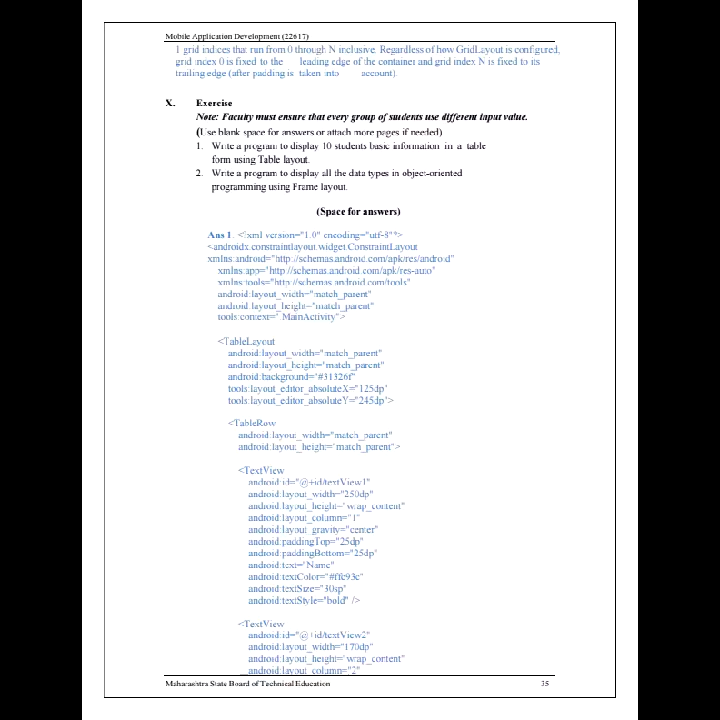 Mobile Application Development (22617)
1 grid indices that run from 0 through N inclusive. Regardless of how GridLayout is configured,
grid index 0 is fixed to the leading edge of the container and grid index N is fixed to its
trailing edge (after padding is taken into account).
X. Exercise
Note: Faculty must ensure that every group of students use different input value.
(Use blank space for answers or attach more pages if needed)
1. Write a program to display 10 students basic information in a table
form using Table layout.
2. Write a program to display all the data types in object-oriented
programming using Frame layout.
(Space for answers)
Ans 1. <?xml version="1.0" encoding="utf-8"?>
<androidx.constraintlayout.widget.ConstraintLayout
xmlns:android="http://schemas.android.com/apk/res/android"
xmlns:app="http://schemas.android.com/apk/res-auto"
xmlns:tools="http://schemas.android.com/tools"
android:layout_width="match_parent"
android:layout_height="match_parent"
tools:context=".MainActivity">
<TableLayout
android:layout_width="match_parent"
android:layout_height="match_parent"
android:background="#31326f"
tools:layout_editor_absoluteX="125dp"
tools:layout_editor_absoluteY="245dp">
<TableRow
android:layout_width="match_parent"
android:layout_height="match_parent">
<TextView
android:id="@+id/textView1"
android:layout_width="250dp"
android:layout_height="wrap_content"
android:layout_column="1"
android:layout_gravity="center"
android:paddingTop="25dp"
android:paddingBottom="25dp"
android:text="Name"
android:textColor="#ffc93c"
android:textSize="30sp"
android:textStyle="bold" />
<TextView
android:id="@+id/textView2"
android:layout_width="170dp"
android:layout_height="wrap_content"
android:layout_column="2"
Maharashtra State Board of Technical Education 35